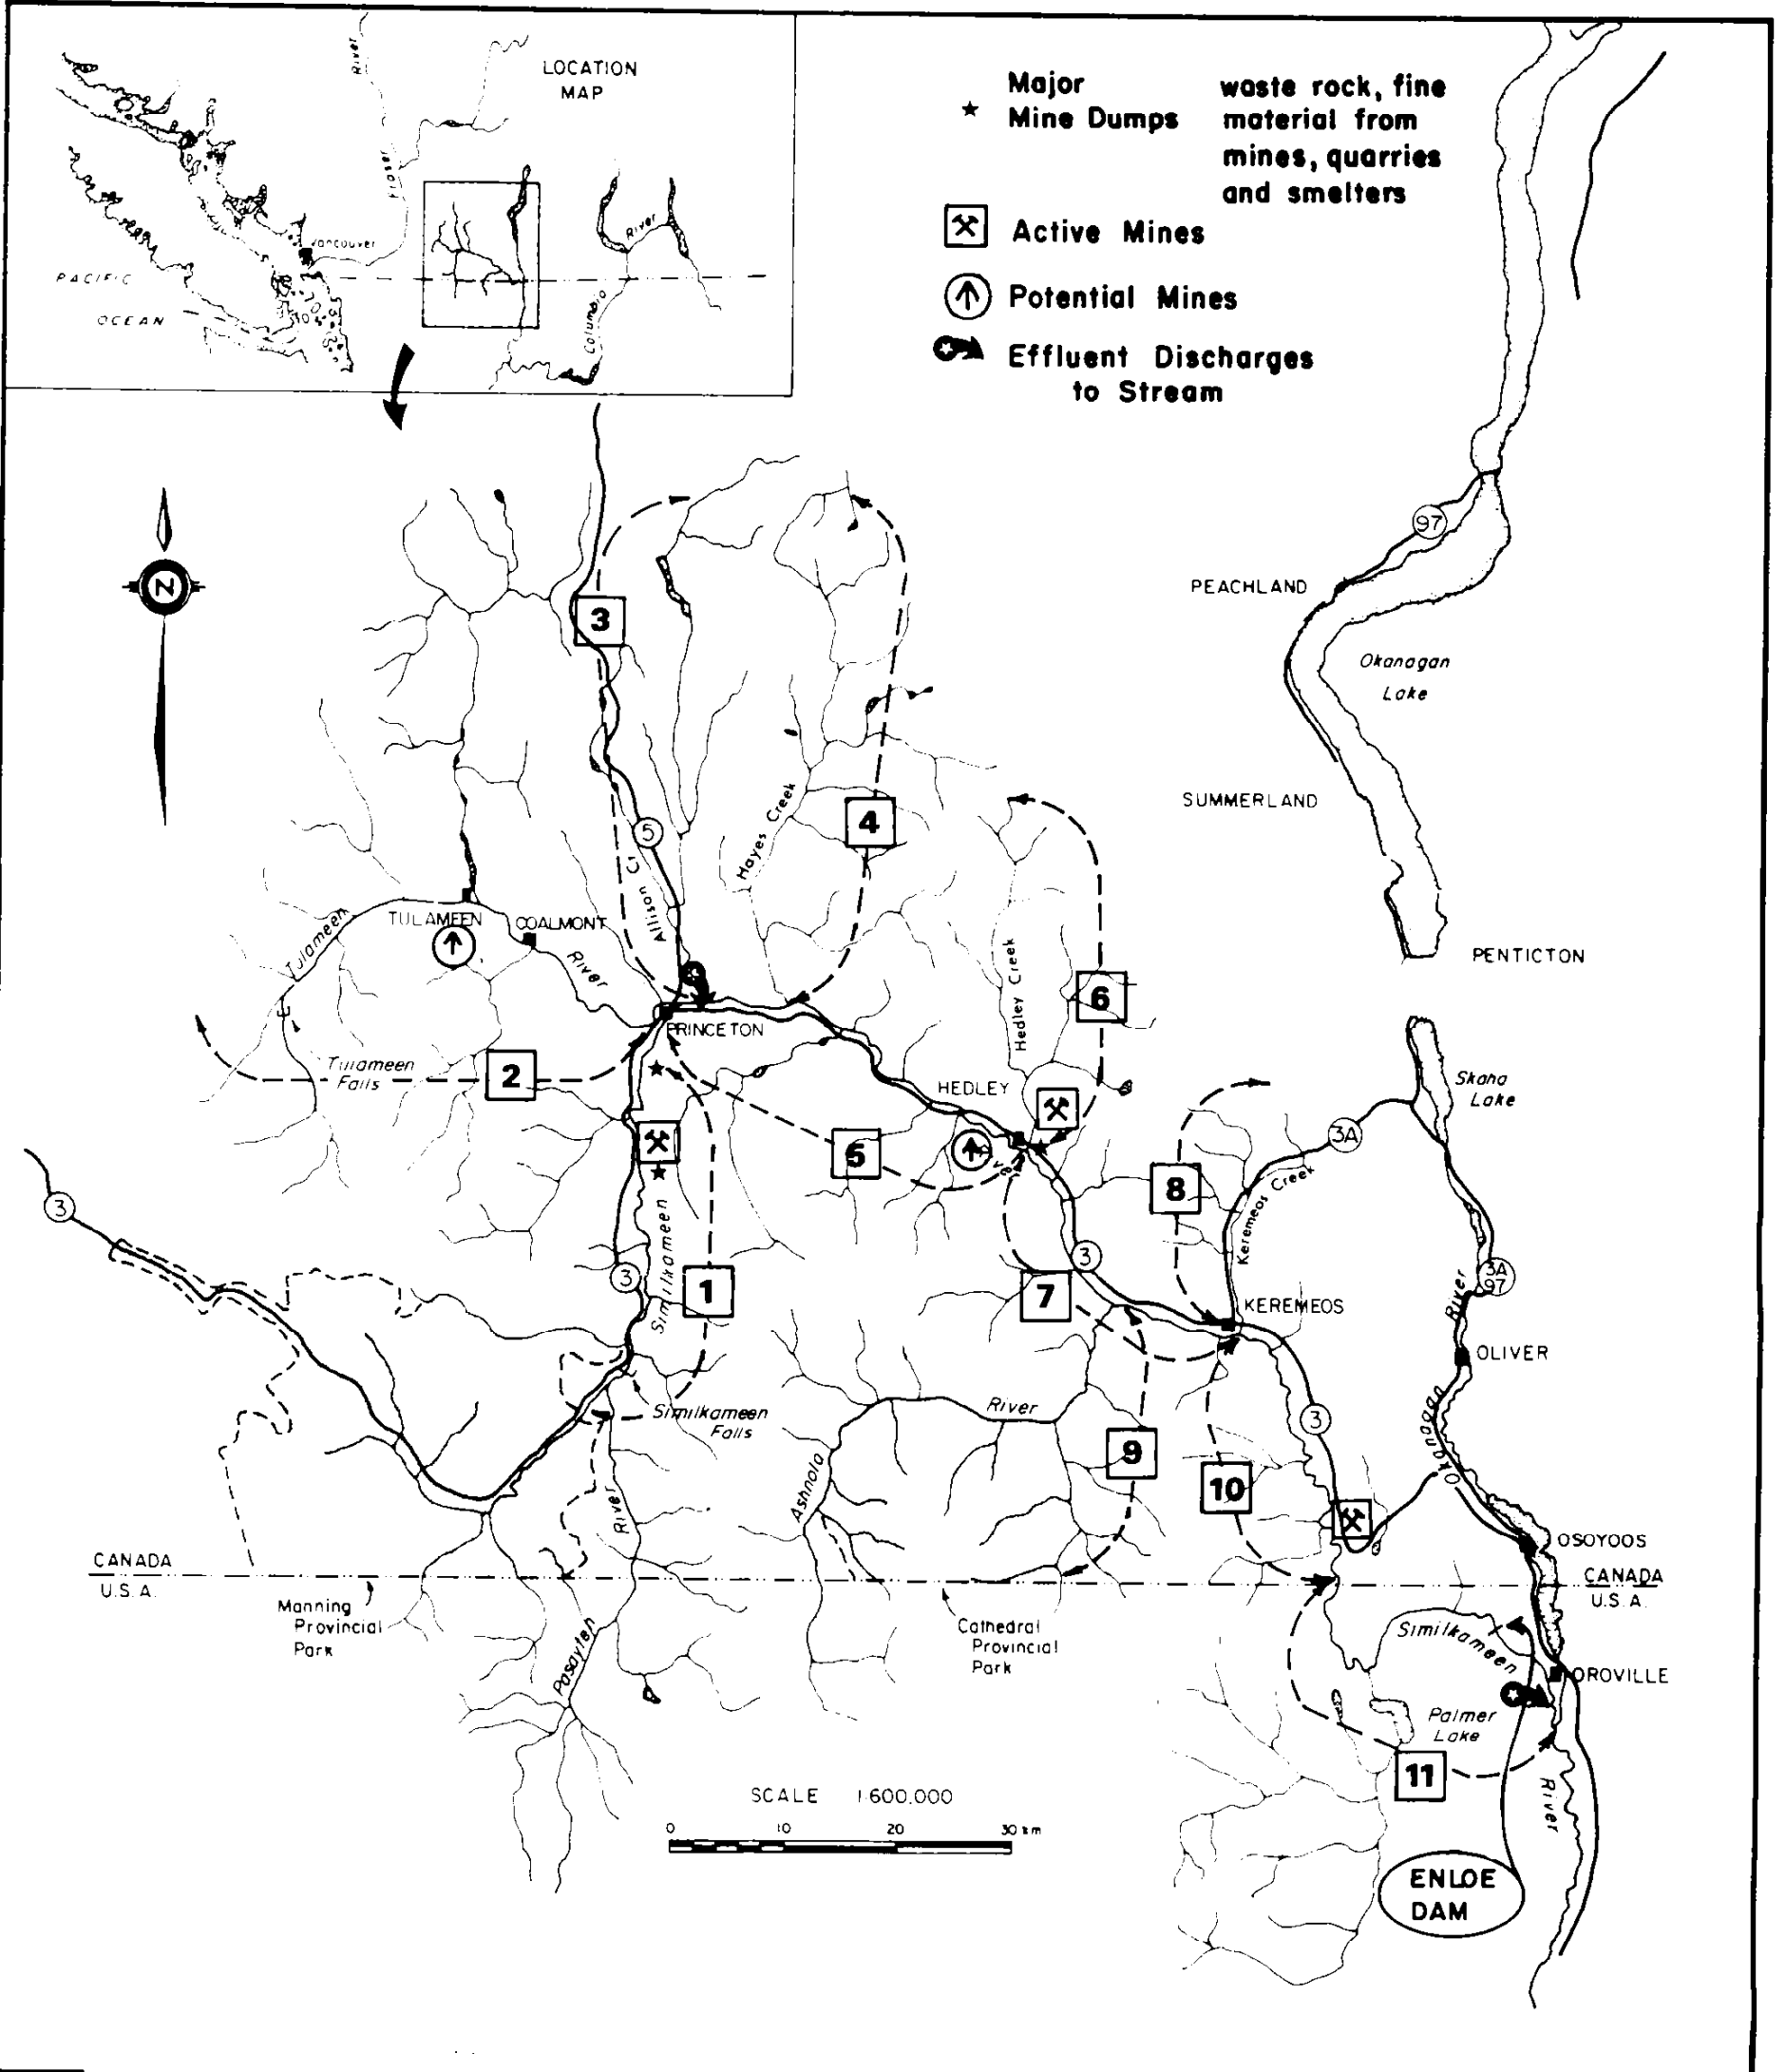 LOCATION
MAP
River
Fraser
Vancouver
PACIFIC
OCEAN
River
Columbia
Major
Mine Dumps
waste rock, fine
material from
mines, quarries
and smelters
Active Mines
Potential Mines
Effluent Discharges
to Stream
N
97
PEACHLAND
Okanagan
Lake
3
SUMMERLAND
4
5
Hayes Creek
Allison Cr
TULAMEEN
COALMONT
Tulameen
River
Hedley Creek
PENTICTON
6
PRINCETON
Tulameen
Falls
2
HEDLEY
Skaha
Lake
3A
5
8
3
Similkameen
Keremeos Creek
3
1
3
7
KEREMEOS
3A
97
River
OLIVER
Similkameen
Falls
River
3
Okanagan
9
10
Ashnola
River
OSOYOOS
CANADA
U.S.A.
CANADA
U.S.A.
Manning
Provincial
Park
Pasayten
Cathedral
Provincial
Park
Similkameen
OROVILLE
Palmer
Lake
11
River
SCALE 1:600,000
0 10 20 30 km
ENLOE
DAM